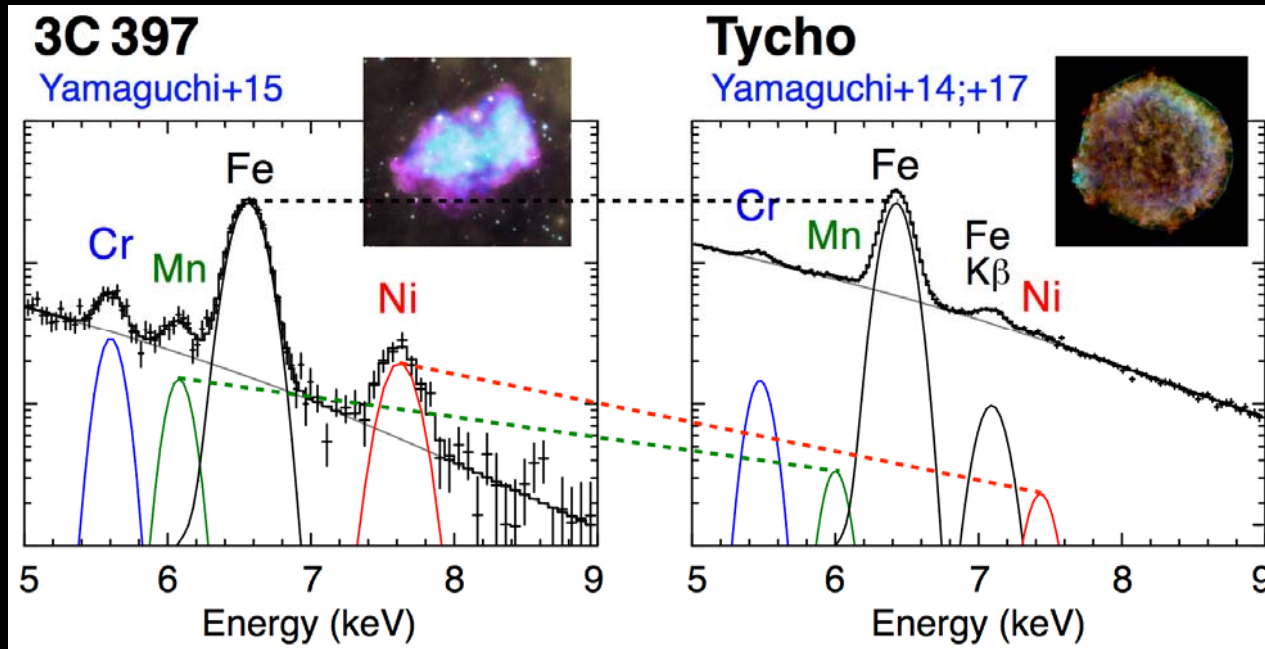 3C 397
Yamaguchi+15
Fe
Cr
Mn
Ni
5 6 7 8 9
Energy (keV)
Tycho
Yamaguchi+14;+17
Fe
Cr
Mn
Fe
Kβ
Ni
5 6 7 8 9
Energy (keV)